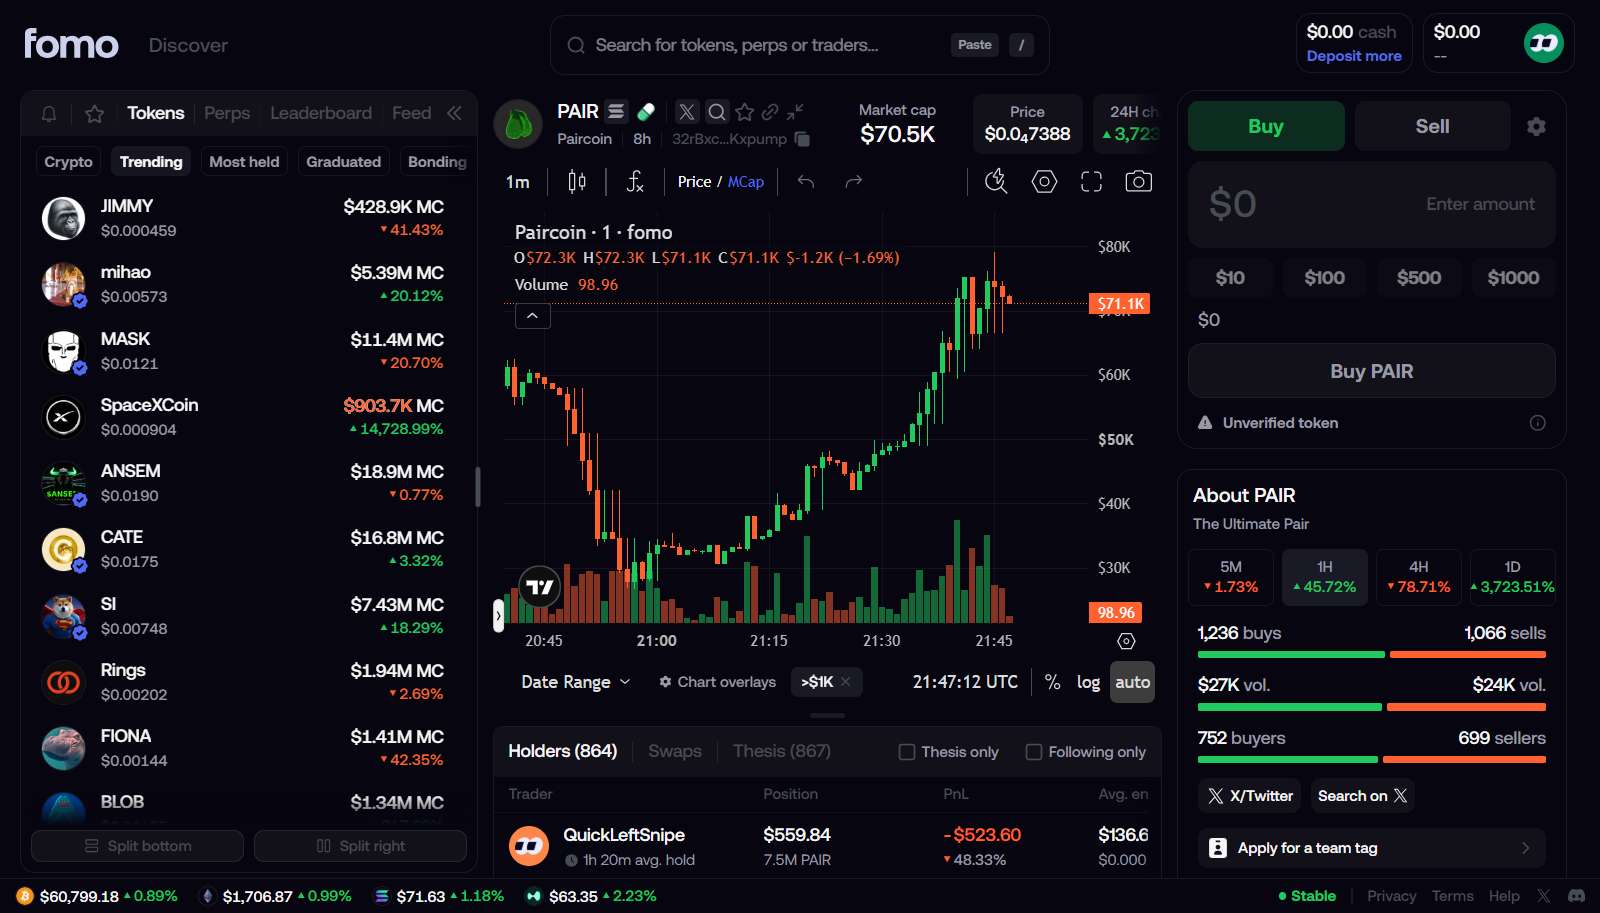 fomo
Discover
Search for tokens, perps or traders...
Paste
/
$0.00 cash
Deposit more
$0.00
--
Tokens
Perps
Leaderboard
Feed
Crypto
Trending
Most held
Graduated
Bonding
JIMMY
$428.9K MC
$0.000459
41.43%
mihao
$5.39M MC
$0.00573
20.12%
MASK
$11.4M MC
$0.0121
20.70%
SpaceXCoin
$903.7K MC
$0.000904
14,728.99%
ANSEM
$18.9M MC
$0.0190
0.77%
CATE
$16.8M MC
$0.0175
3.32%
SI
$7.43M MC
$0.00748
18.29%
Rings
$1.94M MC
$0.00202
2.69%
FIONA
$1.41M MC
$0.00144
42.35%
BLOB
$1.34M MC
Split bottom
Split right
PAIR
Paircoin
8h
32rBxc...Kxpump
Market cap
$70.5K
Price
$0.0₄7388
24H ch
3,723
1m
Price / MCap
Paircoin · 1 · fomo
O$72.3K H$72.3K L$71.1K C$71.1K $-1.2K (−1.69%)
Volume 98.96
$80K
$71.1K
$60K
$50K
$40K
$30K
98.96
20:45
21:00
21:15
21:30
21:45
Date Range
Chart overlays
>$1K
21:47:12 UTC
%
log
auto
Holders (864)
Swaps
Thesis (867)
Thesis only
Following only
Trader
Position
PnL
Avg. en
QuickLeftSnipe
$559.84
-$523.60
$136.6
1h 20m avg. hold
7.5M PAIR
48.33%
$0.000
Buy
Sell
$0
Enter amount
$10
$100
$500
$1000
$0
Buy PAIR
Unverified token
About PAIR
The Ultimate Pair
5M
1.73%
1H
45.72%
4H
78.71%
1D
3,723.51%
1,236 buys
1,066 sells
$27K vol.
$24K vol.
752 buyers
699 sellers
X/Twitter
Search on X
Apply for a team tag
$60,799.18 0.89%
$1,706.87 0.99%
$71.63 1.18%
$63.35 2.23%
Stable
Privacy
Terms
Help